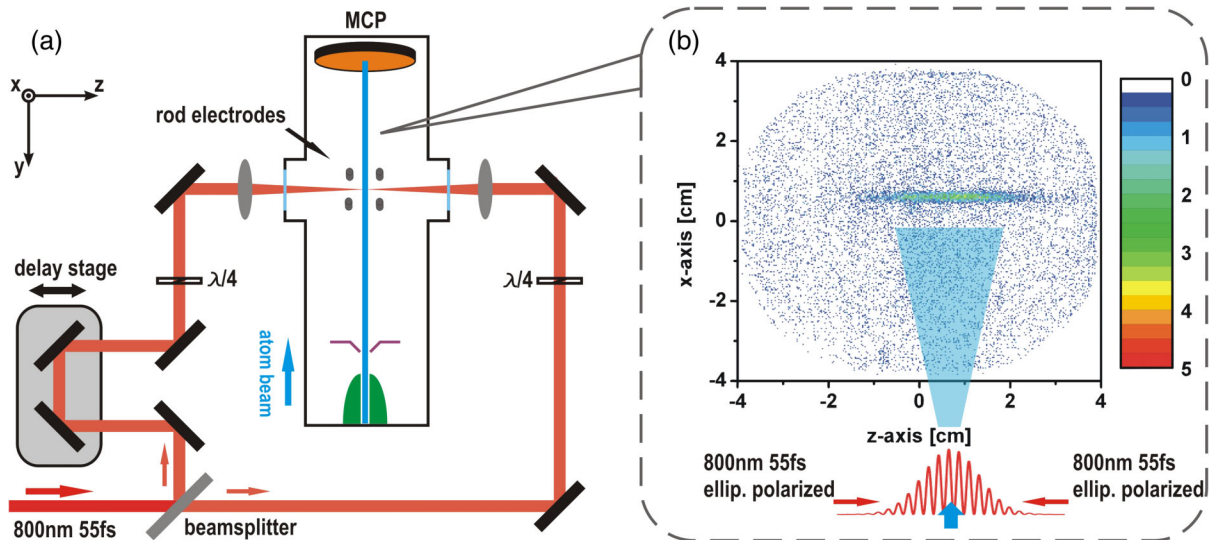 (a)
MCP
x
z
y
rod electrodes
delay stage
λ/4
λ/4
atom beam
800nm 55fs
beamsplitter
(b)
4
2
0
-2
-4
x-axis [cm]
-4
-2
0
2
4
z-axis [cm]
0
1
2
3
4
5
800nm 55fs
ellip. polarized
800nm 55fs
ellip. polarized